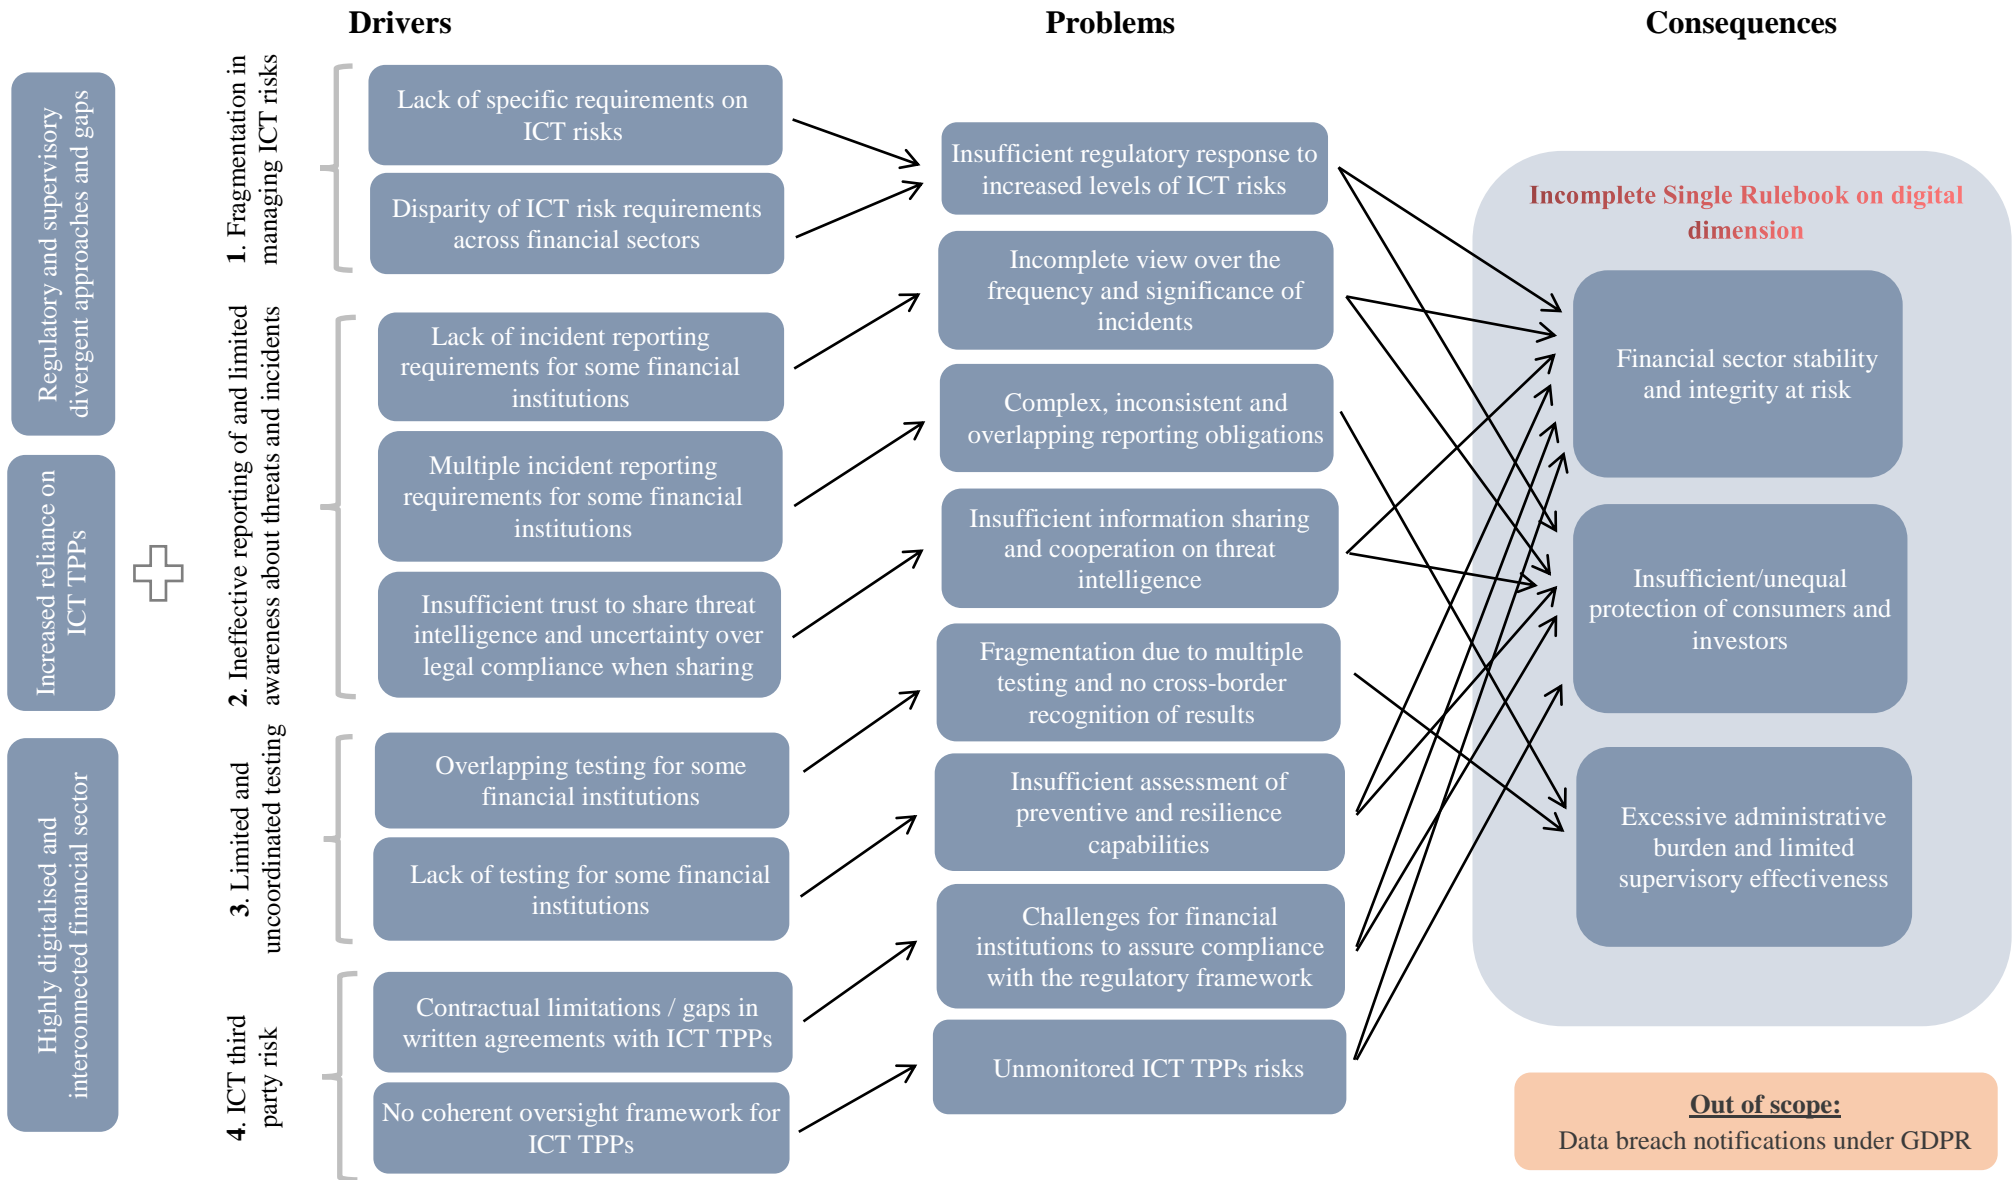 Drivers
Problems
Consequences
Regulatory and supervisory
divergent approaches and gaps
Increased reliance on
ICT TPPs
Highly digitalised and
interconnected financial sector
1. Fragmentation in
managing ICT risks
2. Ineffective reporting of and limited
awareness about threats and incidents
3. Limited and
uncoordinated testing
4. ICT third
party risk
Lack of specific requirements on
ICT risks
Disparity of ICT risk requirements
across financial sectors
Lack of incident reporting
requirements for some financial
institutions
Multiple incident reporting
requirements for some financial
institutions
Insufficient trust to share threat
intelligence and uncertainty over
legal compliance when sharing
Overlapping testing for some
financial institutions
Lack of testing for some financial
institutions
Contractual limitations / gaps in
written agreements with ICT TPPs
No coherent oversight framework for
ICT TPPs
Insufficient regulatory response to
increased levels of ICT risks
Incomplete view over the
frequency and significance of
incidents
Complex, inconsistent and
overlapping reporting obligations
Insufficient information sharing
and cooperation on threat
intelligence
Fragmentation due to multiple
testing and no cross-border
recognition of results
Insufficient assessment of
preventive and resilience
capabilities
Challenges for financial
institutions to assure compliance
with the regulatory framework
Unmonitored ICT TPPs risks
Incomplete Single Rulebook on digital
dimension
Financial sector stability
and integrity at risk
Insufficient/unequal
protection of consumers and
investors
Excessive administrative
burden and limited
supervisory effectiveness
Out of scope:
Data breach notifications under GDPR